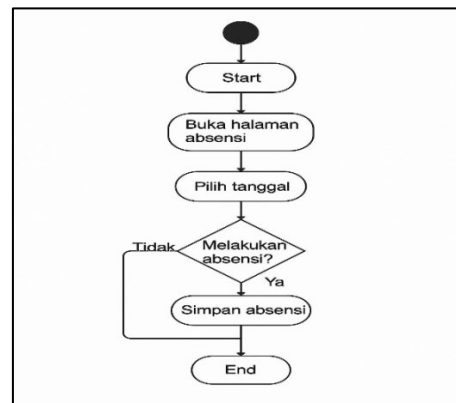 Start
Buka halaman
absensi
Pilih tanggal
Tidak
Melakukan
absensi?
Ya
Simpan absensi
End